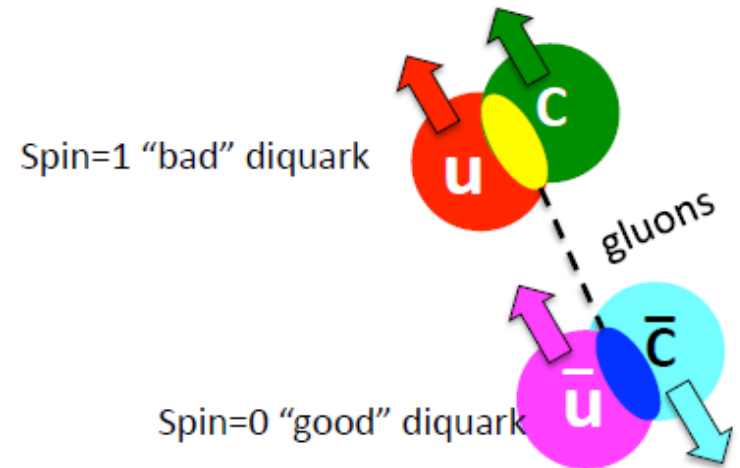 C
Spin=1 “bad” diquark
u
gluons
c̅
u̅
Spin=0 “good” diquark